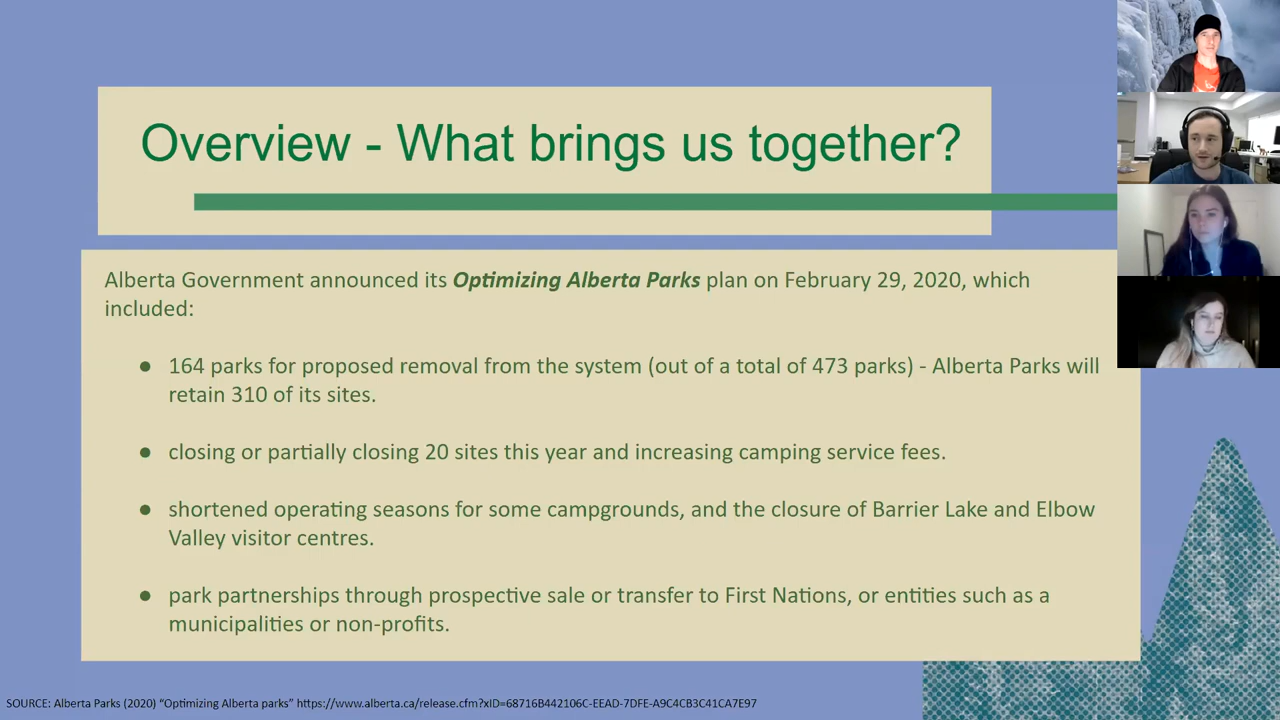 Overview - What brings us together?
Alberta Government announced its Optimizing Alberta Parks plan on February 29, 2020, which
included:
● 164 parks for proposed removal from the system (out of a total of 473 parks) - Alberta Parks will
retain 310 of its sites.
● closing or partially closing 20 sites this year and increasing camping service fees.
● shortened operating seasons for some campgrounds, and the closure of Barrier Lake and Elbow
Valley visitor centres.
● park partnerships through prospective sale or transfer to First Nations, or entities such as a
municipalities or non-profits.
SOURCE: Alberta Parks (2020) “Optimizing Alberta parks” https://www.alberta.ca/release.cfm?xID=68716B442106C-EEAD-7DFE-A9C4CB3C41CA7E97